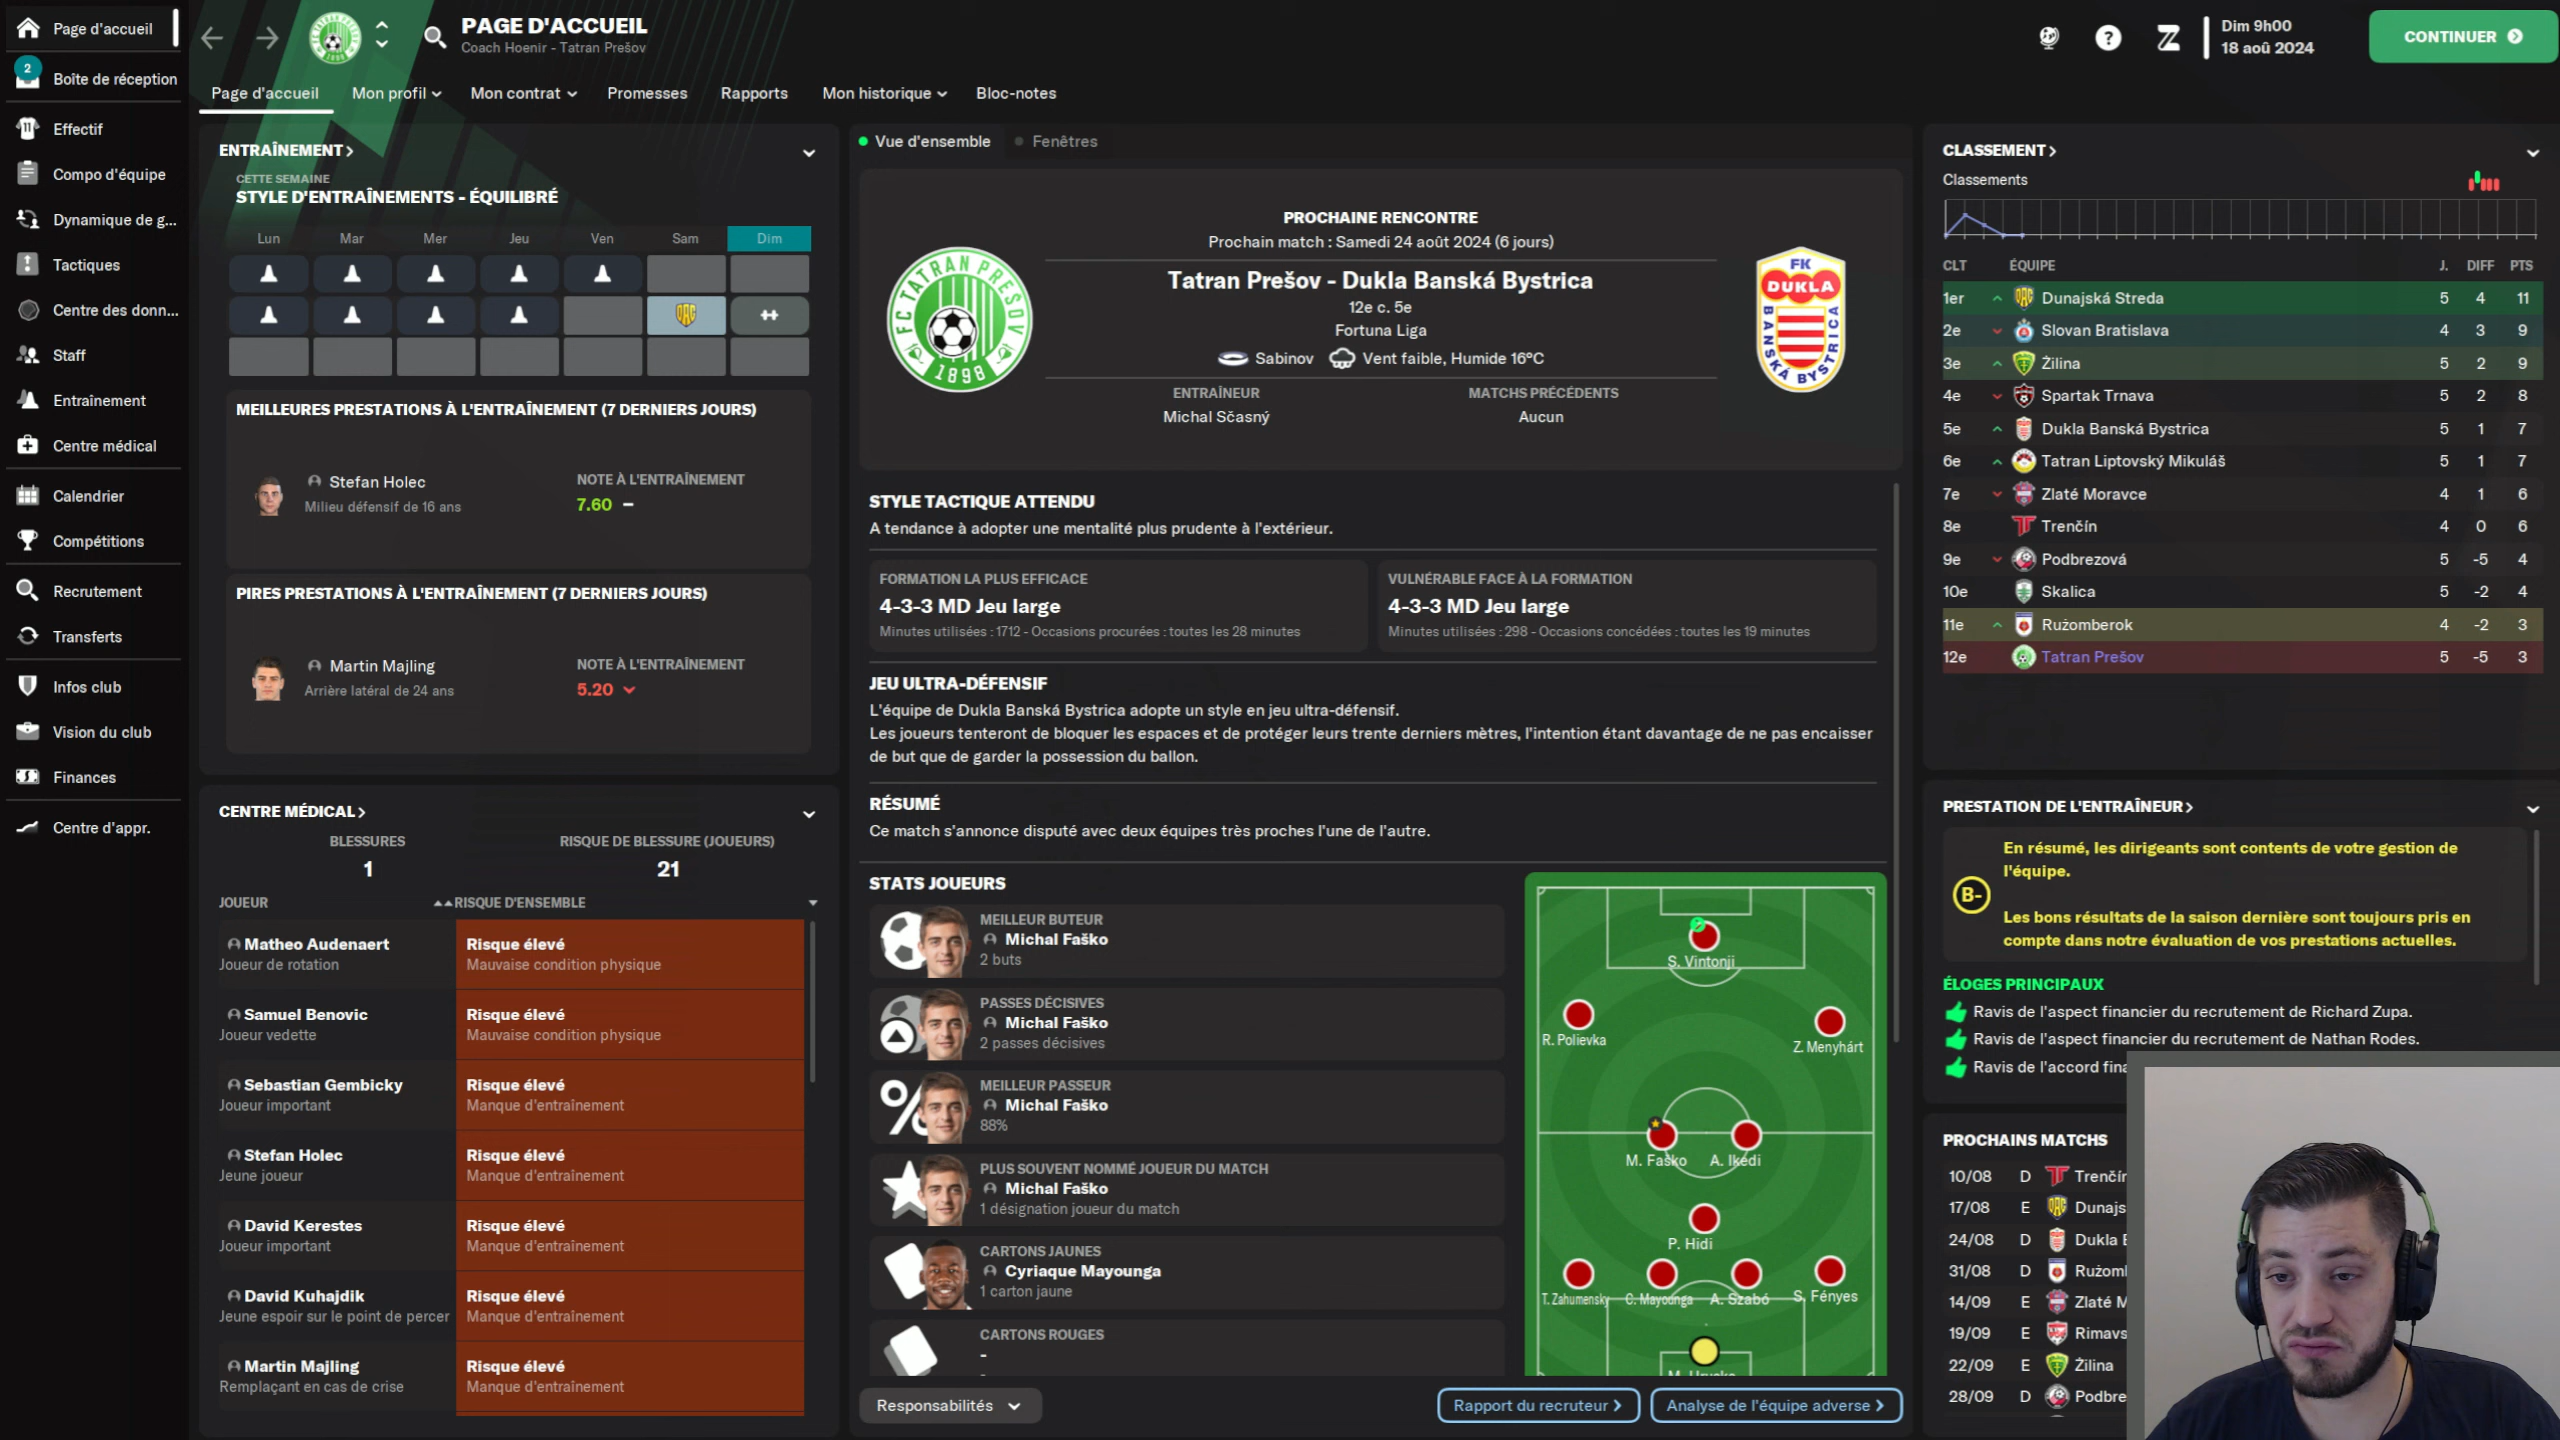 Page d'accueil
2
Boîte de réception
Effectif
Compo d'équipe
Dynamique de g...
Tactiques
Centre des donn...
Staff
Entraînement
Centre médical
Calendrier
Compétitions
Recrutement
Transferts
Infos club
Vision du club
Finances
Centre d'appr.
PAGE D'ACCUEIL
Coach Hoenir - Tatran Prešov
Dim 9h00
18 aoû 2024
CONTINUER
Page d'accueil
Mon profil
Mon contrat
Promesses
Rapports
Mon historique
Bloc-notes
ENTRAÎNEMENT
CETTE SEMAINE
STYLE D'ENTRAÎNEMENTS - ÉQUILIBRÉ
Lun Mar Mer Jeu Ven Sam Dim
MEILLEURES PRESTATIONS À L'ENTRAÎNEMENT (7 DERNIERS JOURS)
Stefan Holec
Milieu défensif de 16 ans
NOTE À L'ENTRAÎNEMENT
7.60 –
PIRES PRESTATIONS À L'ENTRAÎNEMENT (7 DERNIERS JOURS)
Martin Majling
Arrière latéral de 24 ans
NOTE À L'ENTRAÎNEMENT
5.20
CENTRE MÉDICAL
BLESSURES
1
RISQUE DE BLESSURE (JOUEURS)
21
JOUEUR RISQUE D'ENSEMBLE
Matheo Audenaert Risque élevé
Joueur de rotation Mauvaise condition physique
Samuel Benovic Risque élevé
Joueur vedette Mauvaise condition physique
Sebastian Gembicky Risque élevé
Joueur important Manque d'entraînement
Stefan Holec Risque élevé
Jeune joueur Manque d'entraînement
David Kerestes Risque élevé
Joueur important Manque d'entraînement
David Kuhajdik Risque élevé
Jeune espoir sur le point de percer Manque d'entraînement
Martin Majling Risque élevé
Remplaçant en cas de crise Manque d'entraînement
Vue d'ensemble
Fenêtres
PROCHAINE RENCONTRE
Prochain match : Samedi 24 août 2024 (6 jours)
FC TATRAN PREŠOV
1898
Tatran Prešov - Dukla Banská Bystrica
12e c. 5e
Fortuna Liga
Sabinov
Vent faible, Humide 16°C
ENTRAÎNEUR
Michal Sčasný
MATCHS PRÉCÉDENTS
Aucun
FK
DUKLA
BANSKÁ BYSTRICA
STYLE TACTIQUE ATTENDU
A tendance à adopter une mentalité plus prudente à l'extérieur.
FORMATION LA PLUS EFFICACE
4-3-3 MD Jeu large
Minutes utilisées : 1712 - Occasions procurées : toutes les 28 minutes
VULNÉRABLE FACE À LA FORMATION
4-3-3 MD Jeu large
Minutes utilisées : 298 - Occasions concédées : toutes les 19 minutes
JEU ULTRA-DÉFENSIF
L'équipe de Dukla Banská Bystrica adopte un style en jeu ultra-défensif.
Les joueurs tenteront de bloquer les espaces et de protéger leurs trente derniers mètres, l'intention étant davantage de ne pas encaisser
de but que de garder la possession du ballon.
RÉSUMÉ
Ce match s'annonce disputé avec deux équipes très proches l'une de l'autre.
STATS JOUEURS
MEILLEUR BUTEUR
Michal Faško
2 buts
PASSES DÉCISIVES
Michal Faško
2 passes décisives
MEILLEUR PASSEUR
Michal Faško
88%
PLUS SOUVENT NOMMÉ JOUEUR DU MATCH
Michal Faško
1 désignation joueur du match
CARTONS JAUNES
Cyriaque Mayounga
1 carton jaune
CARTONS ROUGES
-
S. Vintonji
R. Polievka
Z. Menyhárt
M. Faško
A. Ikedi
P. Hidi
T. Zahumensky
C. Mayounga
A. Szabó
S. Fényes
Responsabilités
Rapport du recruteur
Analyse de l'équipe adverse
CLASSEMENT
Classements
CLT ÉQUIPE J. DIFF PTS
1er Dunajská Streda 5 4 11
2e Slovan Bratislava 4 3 9
3e Žilina 5 2 9
4e Spartak Trnava 5 2 8
5e Dukla Banská Bystrica 5 1 7
6e Tatran Liptovský Mikuláš 5 1 7
7e Zlaté Moravce 4 1 6
8e Trenčín 4 0 6
9e Podbrezová 5 -5 4
10e Skalica 5 -2 4
11e Ružomberok 4 -2 3
12e Tatran Prešov 5 -5 3
PRESTATION DE L'ENTRAÎNEUR
B-
En résumé, les dirigeants sont contents de votre gestion de
l'équipe.
Les bons résultats de la saison dernière sont toujours pris en
compte dans notre évaluation de vos prestations actuelles.
ÉLOGES PRINCIPAUX
Ravis de l'aspect financier du recrutement de Richard Zupa.
Ravis de l'aspect financier du recrutement de Nathan Rodes.
Ravis de l'accord fina
PROCHAINS MATCHS
10/08 D Trenčín
17/08 E Dunajs
24/08 D Dukla B
31/08 D Ružoml
14/09 E Zlaté M
19/09 E Rimavs
22/09 E Žilina
28/09 D Podbre